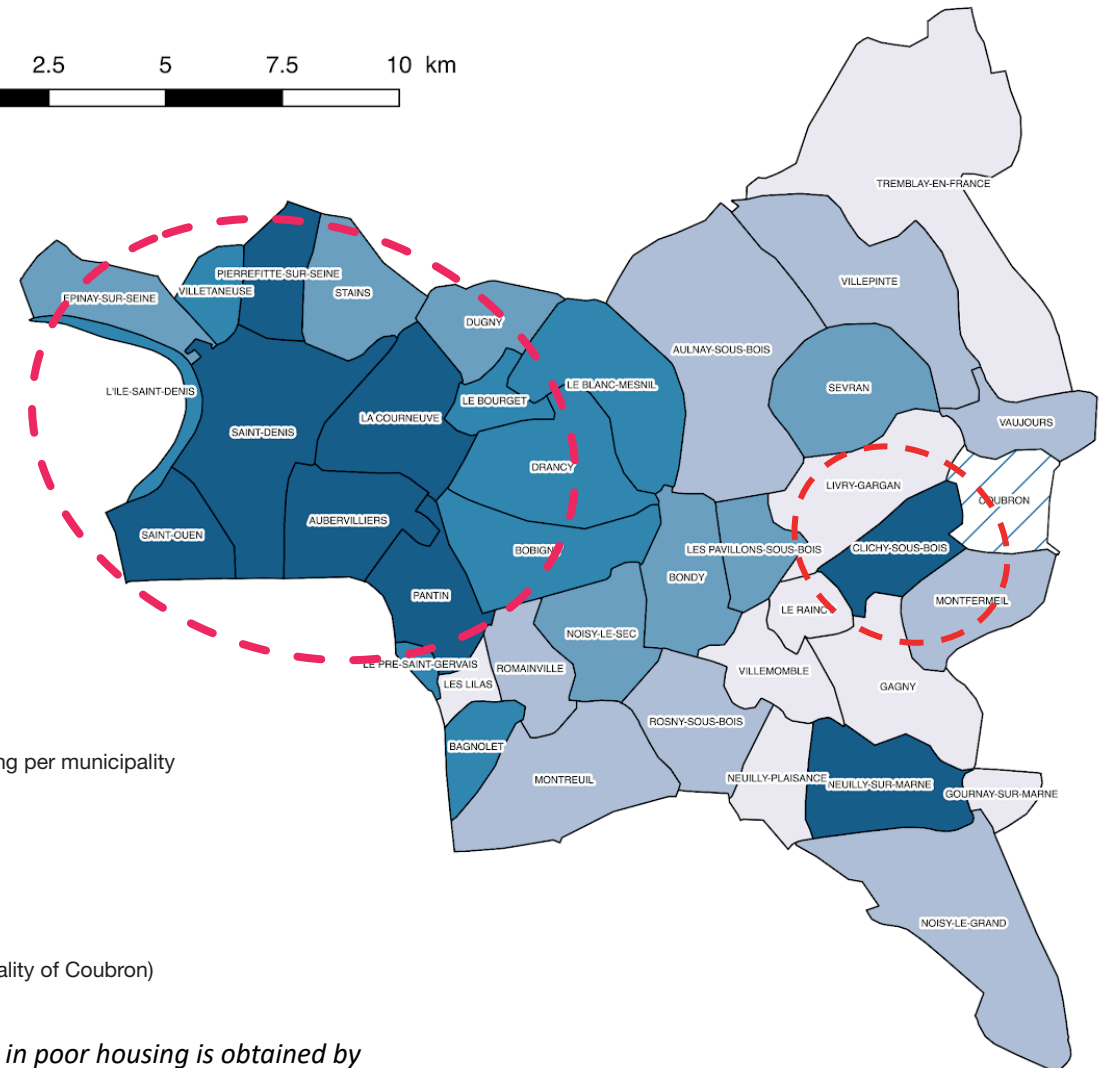 2.5 5 7.5 10 km
TREMBLAY-EN-FRANCE
PIERREFITTE-SUR-SEINE
VILLEPINTE
VILLETANEUSE
STAINS
EPINAY-SUR-SEINE
DUGNY
AULNAY-SOUS-BOIS
LE BLANC-MESNIL
SEVRAN
L'ILE-SAINT-DENIS
LE BOURGET
LA COURNEUVE
VAUJOURS
SAINT-DENIS
DRANCY
LIVRY-GARGAN
COUBRON
AUBERVILLIERS
SAINT-OUEN
BOBIGNY
LES PAVILLONS-SOUS-BOIS
CLICHY-SOUS-BOIS
BONDY
PANTIN
LE RAINCY
MONTFERMEIL
NOISY-LE-SEC
LE PRE-SAINT-GERVAIS
ROMAINVILLE
VILLEMOMBLE
LES LILAS
GAGNY
ROSNY-SOUS-BOIS
BAGNOLET
ng per municipality
MONTREUIL
NEUILLY-PLAISANCE
NEUILLY-SUR-MARNE
GOURNAY-SUR-MARNE
NOISY-LE-GRAND
ality of Coubron)
in poor housing is obtained by